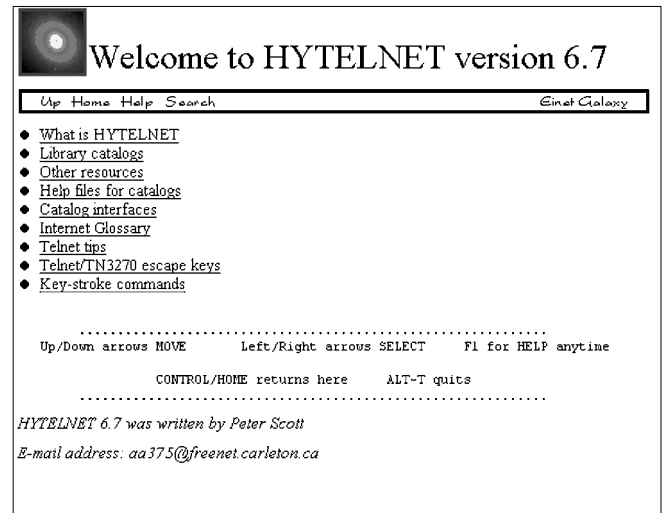 Welcome to HYTELNET version 6.7
Up Home Help Search Einet Galaxy
What is HYTELNET
Library catalogs
Other resources
Help files for catalogs
Catalog interfaces
Internet Glossary
Telnet tips
Telnet/TN3270 escape keys
Key-stroke commands
Up/Down arrows MOVE Left/Right arrows SELECT F1 for HELP anytime
CONTROL/HOME returns here ALT-T quits
HYTELNET 6.7 was written by Peter Scott
E-mail address: aa375@freenet.carleton.ca